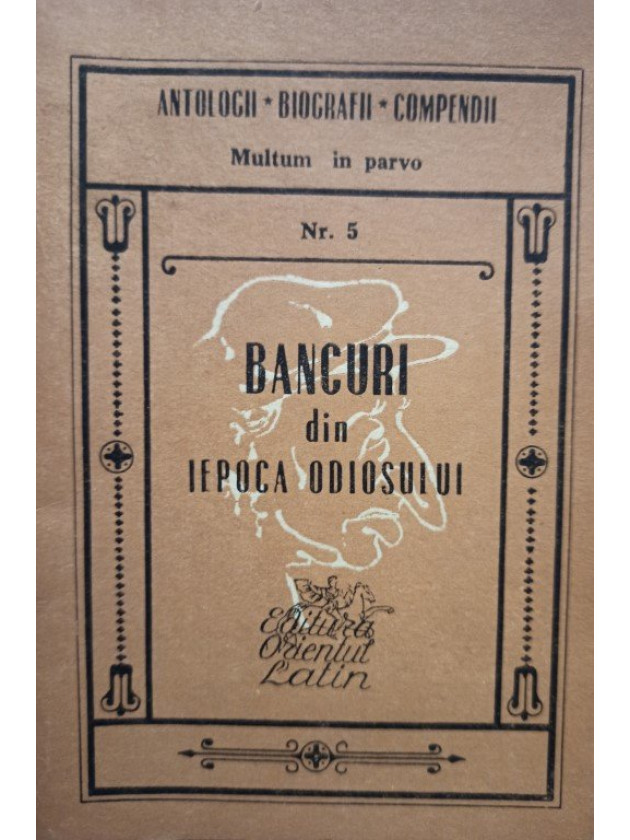 ANTOLOGII * BIOGRAFII * COMPENDII
Multum in parvo
Nr. 5
BANCURI
din
IEPOCA ODIOSULUI
Editura
Orientul
Latin